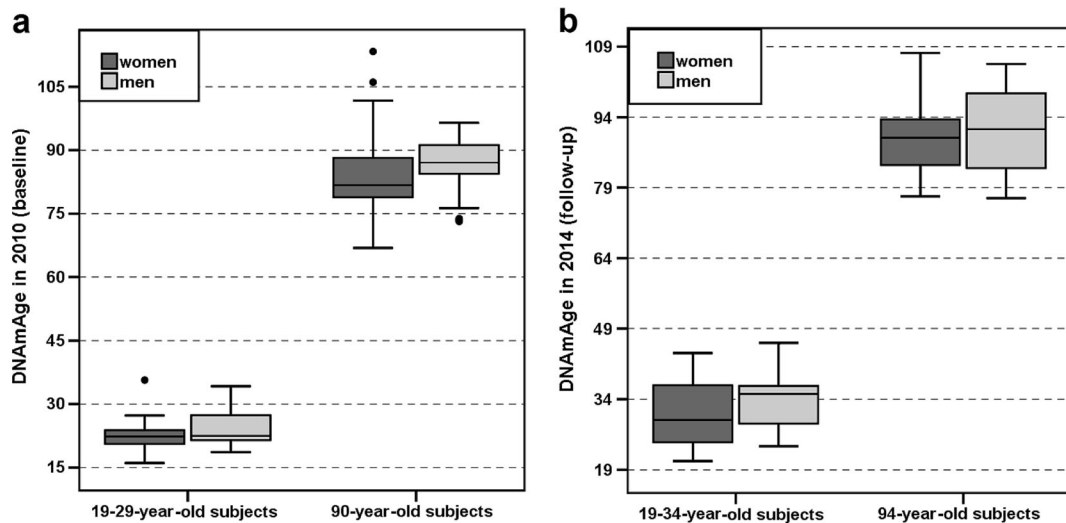 a
women
men
DNAmAge in 2010 (baseline)
105
90
75
60
45
30
15
19-29-year-old subjects
90-year-old subjects
b
women
men
DNAmAge in 2014 (follow-up)
109
94
79
64
49
34
19
19-34-year-old subjects
94-year-old subjects